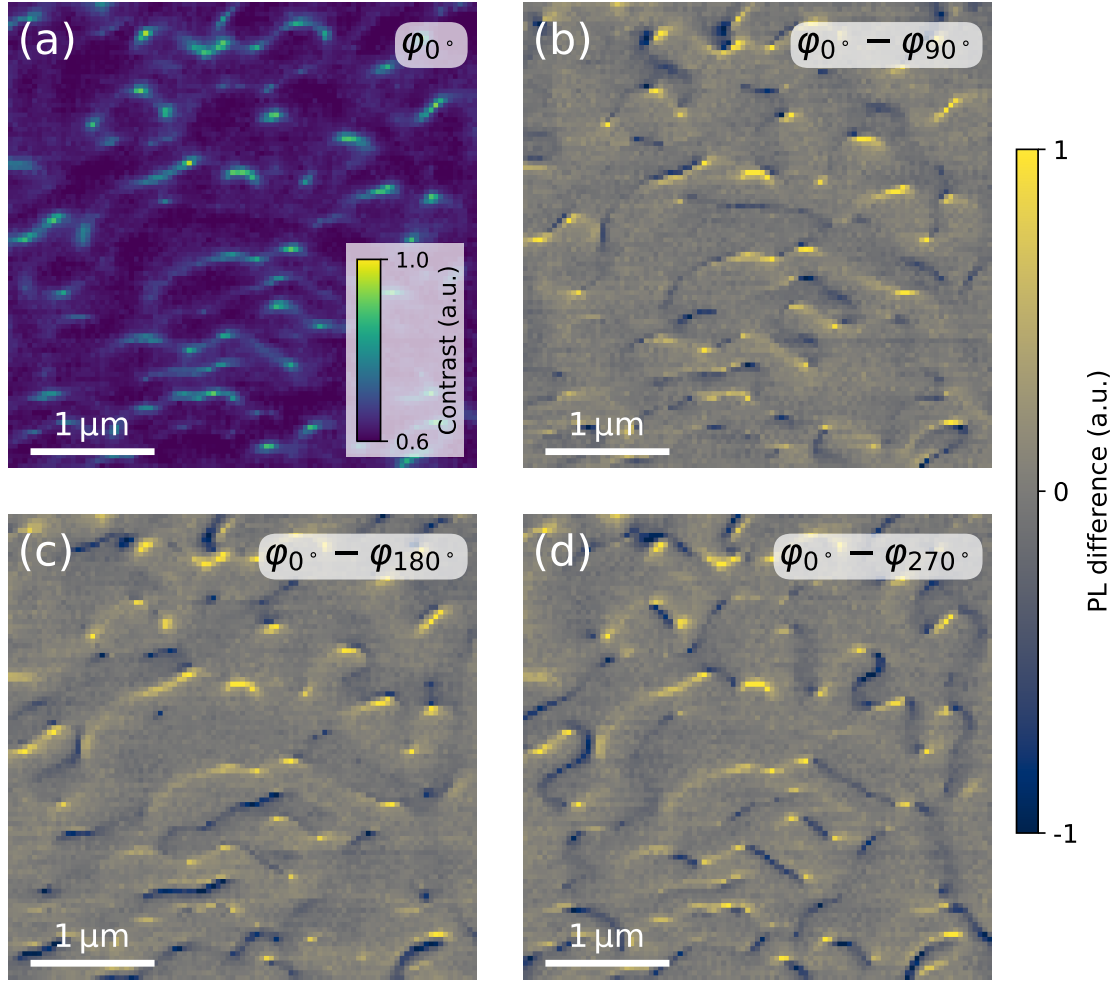 (a)
φ0°
1.0
Contrast (a.u.)
0.6
1 μm
(b)
φ0° − φ90°
1 μm
(c)
φ0° − φ180°
1 μm
(d)
φ0° − φ270°
1 μm
1
0
-1
PL difference (a.u.)